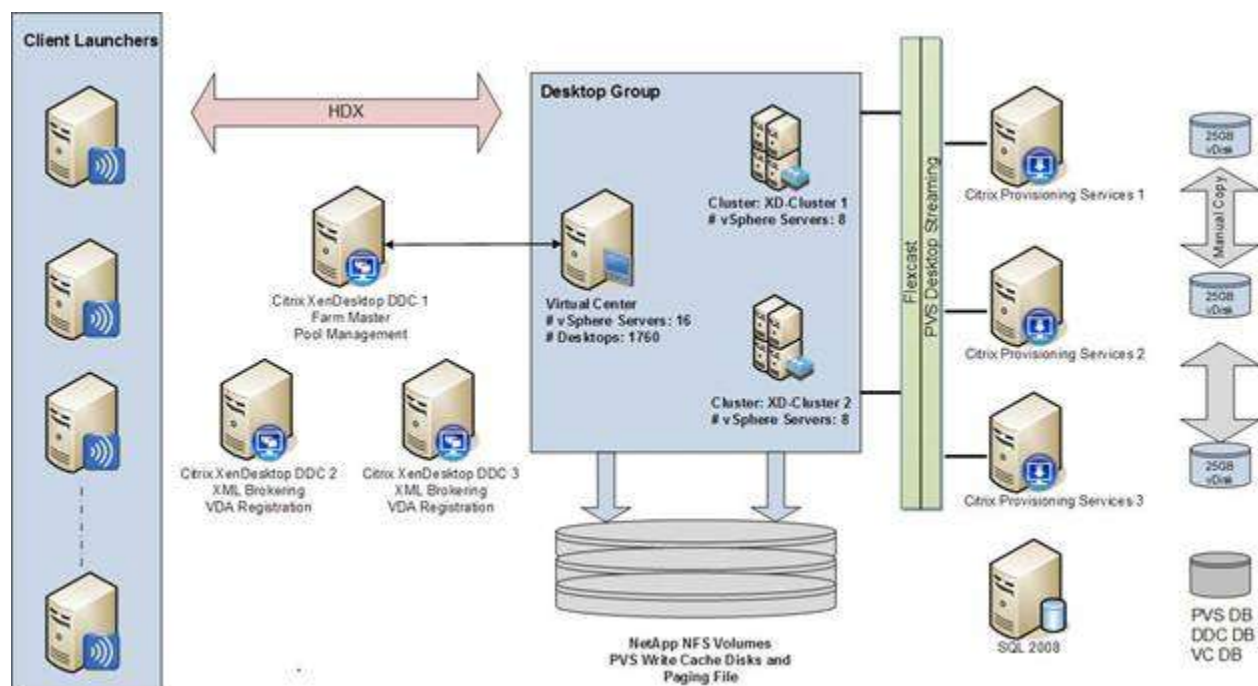 Client Launchers
HDX
Desktop Group
Cluster: XD-Cluster 1
# vSphere Servers: 8
Citrix XenDesktop DDC 1
Farm Master
Pool Management
Virtual Center
# vSphere Servers: 16
# Desktops: 1760
Cluster: XD-Cluster 2
# vSphere Servers: 8
Citrix XenDesktop DDC 2
XML Brokering
VDA Registration
Citrix XenDesktop DDC 3
XML Brokering
VDA Registration
NetApp NFS Volumes
PVS Write Cache Disks and
Paging File
Flexcast
PVS Desktop Streaming
Citrix Provisioning Services 1
Citrix Provisioning Services 2
Citrix Provisioning Services 3
25GB
vDisk
Manual Copy
25GB
vDisk
25GB
vDisk
SQL 2008
PVS DB
DDC DB
VC DB